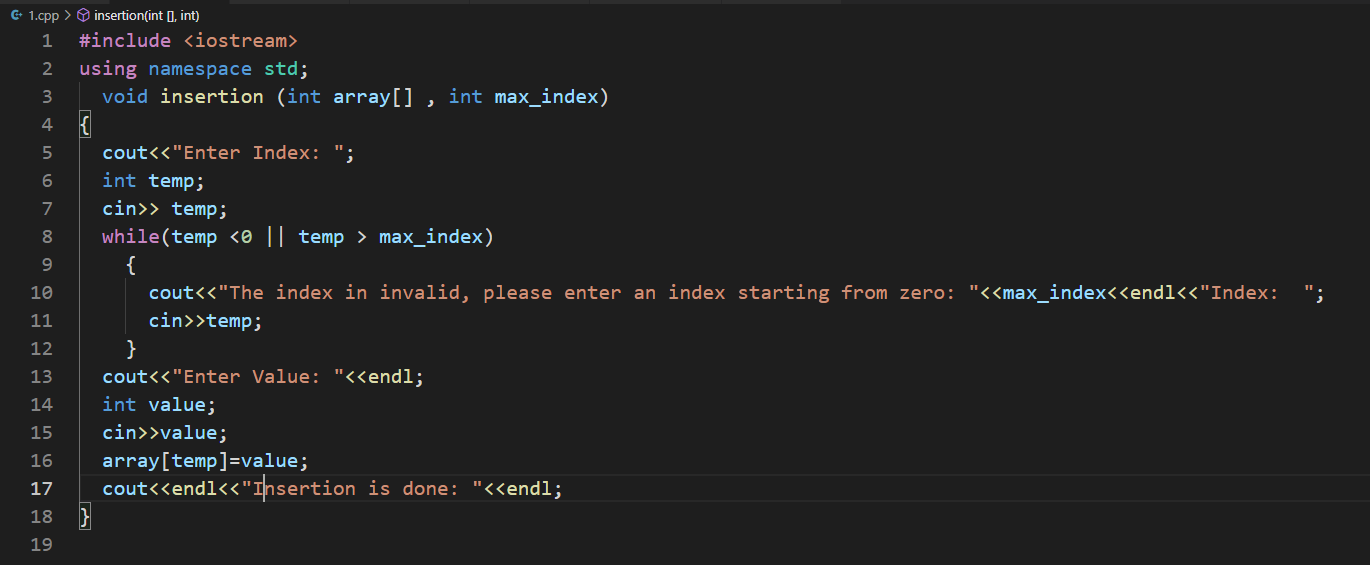 1.cpp > insertion(int [], int)
1 #include <iostream>
2 using namespace std;
3   void insertion (int array[] , int max_index)
4 {
5   cout<<"Enter Index: ";
6   int temp;
7   cin>> temp;
8   while(temp <0 || temp > max_index)
9     {
10       cout<<"The index in invalid, please enter an index starting from zero: "<<max_index<<endl<<"Index:  ";
11       cin>>temp;
12     }
13   cout<<"Enter Value: "<<endl;
14   int value;
15   cin>>value;
16   array[temp]=value;
17   cout<<endl<<"Insertion is done: "<<endl;
18 }
19